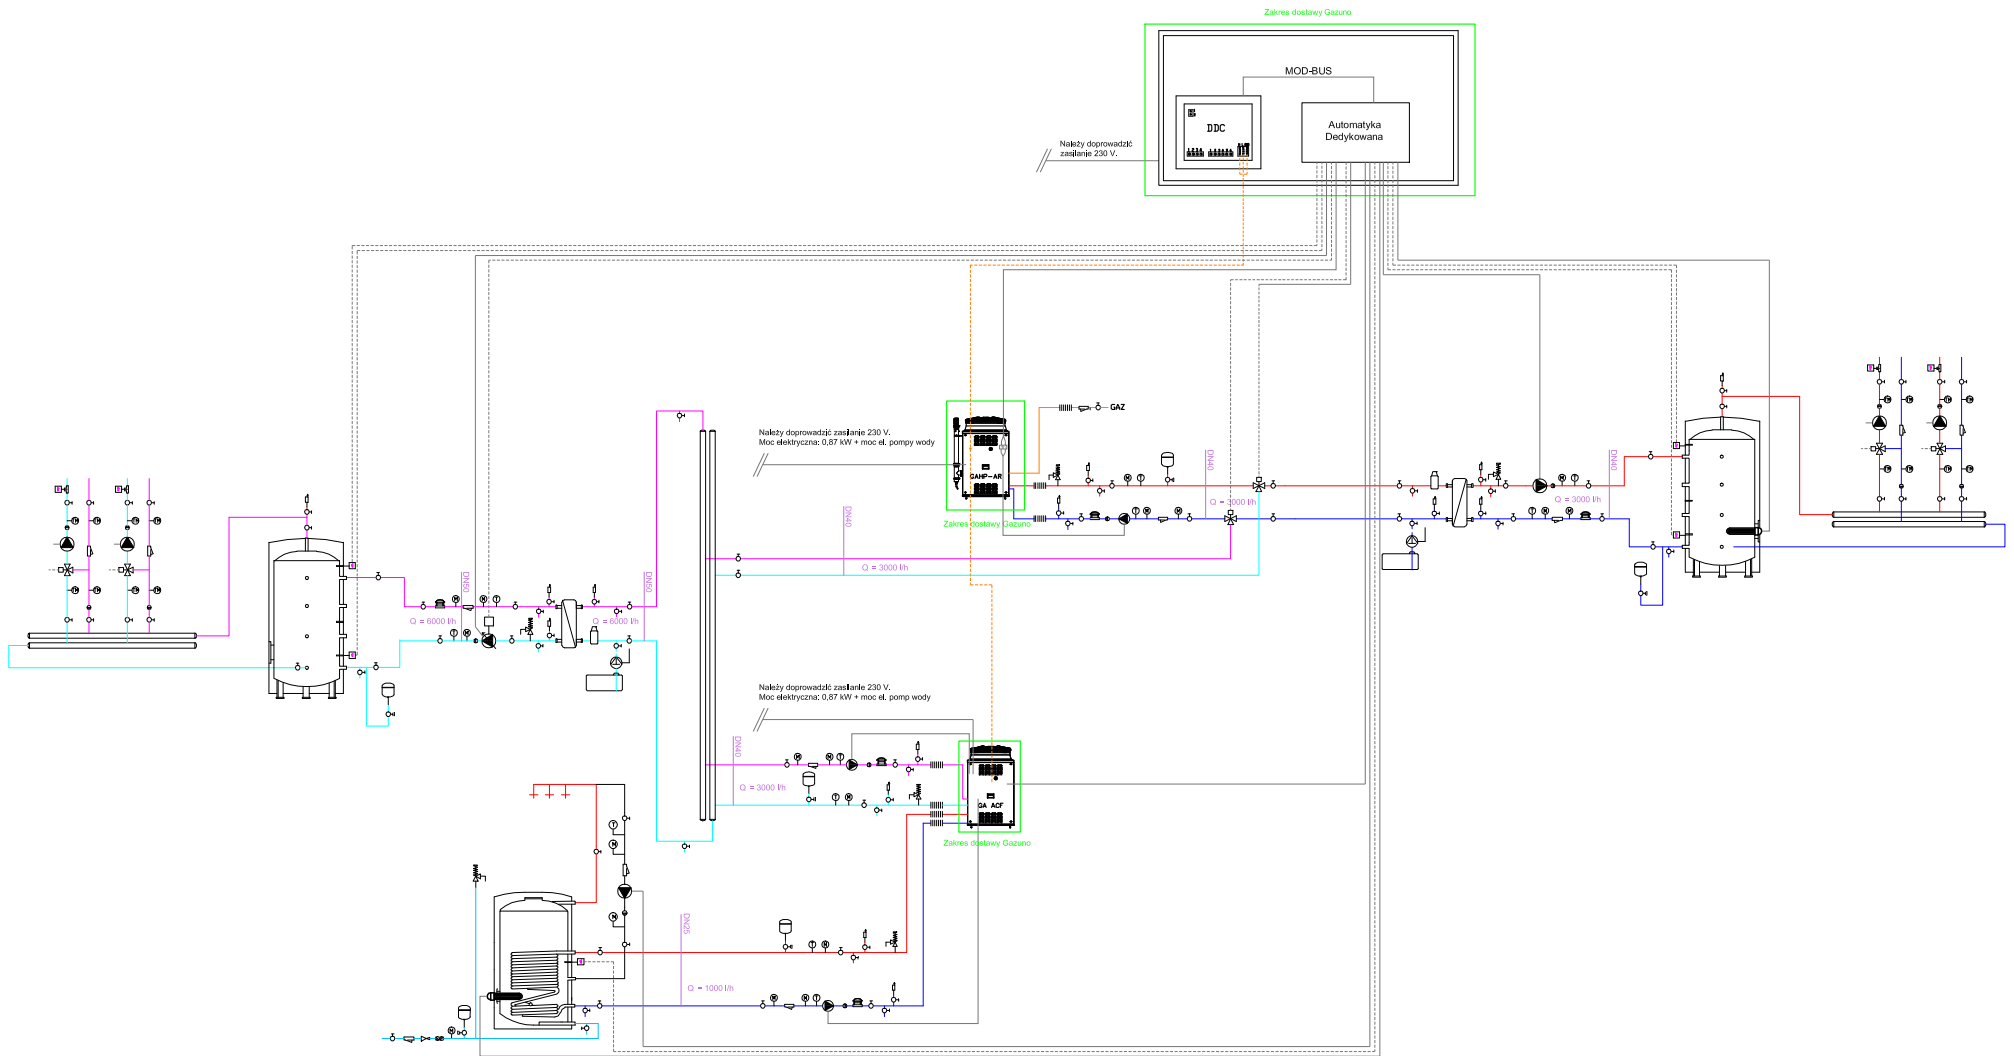 Zakres dostawy Gazuno
MOD-BUS
DDC
Automatyka
Dedykowana
Należy doprowadzić
zasilanie 230 V.
GAZ
Należy doprowadzić zasilanie 230 V.
Moc elektryczna: 0,87 kW + moc el. pompy wody
GAHP-AR
Zakres dostawy Gazuno
DN40
Q = 3000 l/h
DN40
Q = 3000 l/h
DN40
Q = 3000 l/h
DN50
Q = 6000 l/h
DN50
Q = 6000 l/h
Należy doprowadzić zasilanie 230 V.
Moc elektryczna: 0,87 kW + moc el. pomp wody
DN40
Q = 3000 l/h
GA ACF
Zakres dostawy Gazuno
DN25
Q = 1000 l/h